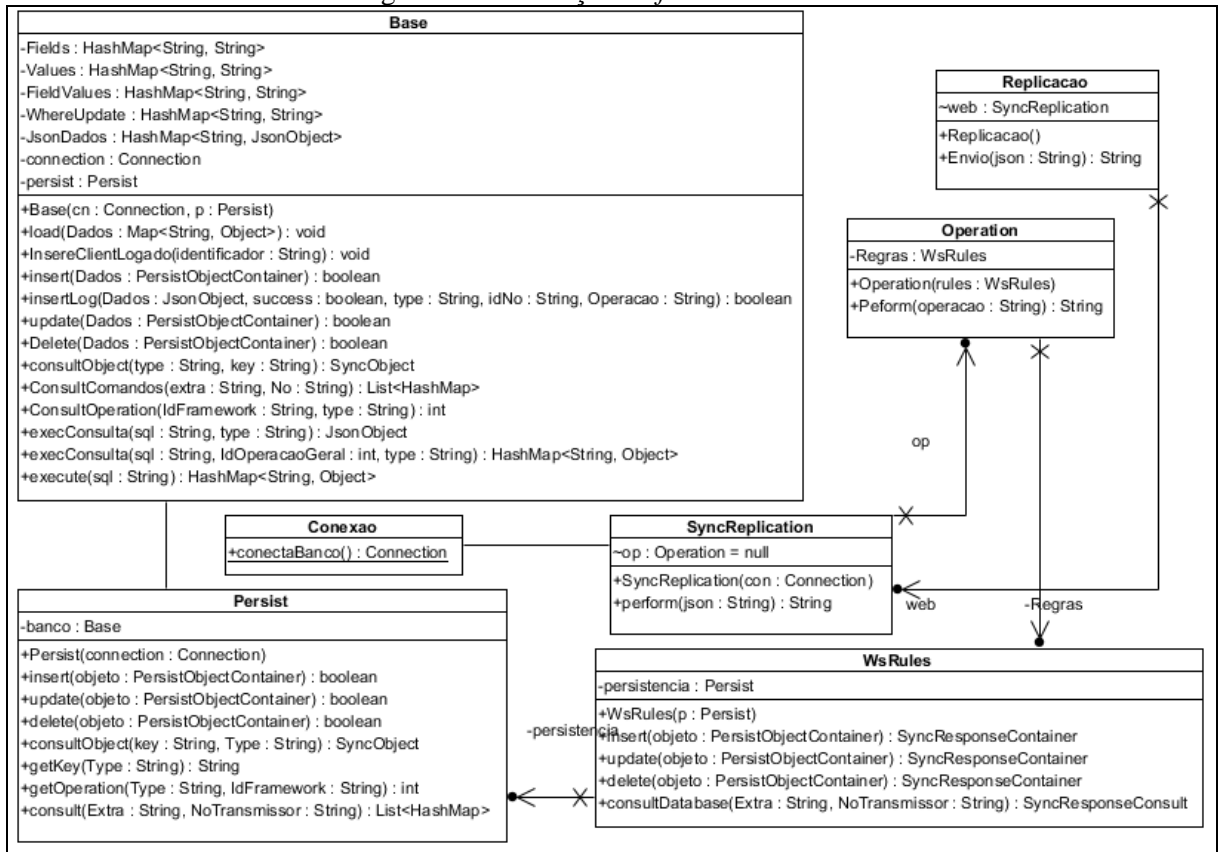 Base
-Fields : HashMap<String, String>
-Values : HashMap<String, String>
-FieldValues : HashMap<String, String>
-WhereUpdate : HashMap<String, String>
-JsonDados : HashMap<String, JsonObject>
-connection : Connection
-persist : Persist
+Base(cn : Connection, p : Persist)
+load(Dados : Map<String, Object>) : void
+InsereClientLogado(identificador : String) : void
+insert(Dados : PersistObjectContainer) : boolean
+insertLog(Dados : JsonObject, success : boolean, type : String, idNo : String, Operacao : String) : boolean
+update(Dados : PersistObjectContainer) : boolean
+Delete(Dados : PersistObjectContainer) : boolean
+consultObject(type : String, key : String) : SyncObject
+ConsultComandos(extra : String, No : String) : List<HashMap>
+ConsultOperation(IdFramework : String, type : String) : int
+execConsulta(sql : String, type : String) : JsonObject
+execConsulta(sql : String, IdOperacaoGeral : int, type : String) : HashMap<String, Object>
+execute(sql : String) : HashMap<String, Object>
Replicacao
~web : SyncReplication
+Replicacao()
+Envio(json : String) : String
Operation
-Regras : WsRules
+Operation(rules : WsRules)
+Peform(operacao : String) : String
op
Conexao
+conectaBanco() : Connection
SyncReplication
~op : Operation = null
+SyncReplication(con : Connection)
+perform(json : String) : String
web
-Regras
Persist
-banco : Base
+Persist(connection : Connection)
+insert(objeto : PersistObjectContainer) : boolean
+update(objeto : PersistObjectContainer) : boolean
+delete(objeto : PersistObjectContainer) : boolean
+consultObject(key : String, Type : String) : SyncObject
+getKey(Type : String) : String
+getOperation(Type : String, IdFramework : String) : int
+consult(Extra : String, NoTransmissor : String) : List<HashMap>
-persistencia
WsRules
-persistencia : Persist
+WsRules(p : Persist)
+insert(objeto : PersistObjectContainer) : SyncResponseContainer
+update(objeto : PersistObjectContainer) : SyncResponseContainer
+delete(objeto : PersistObjectContainer) : SyncResponseContainer
+consultDatabase(Extra : String, NoTransmissor : String) : SyncResponseConsult